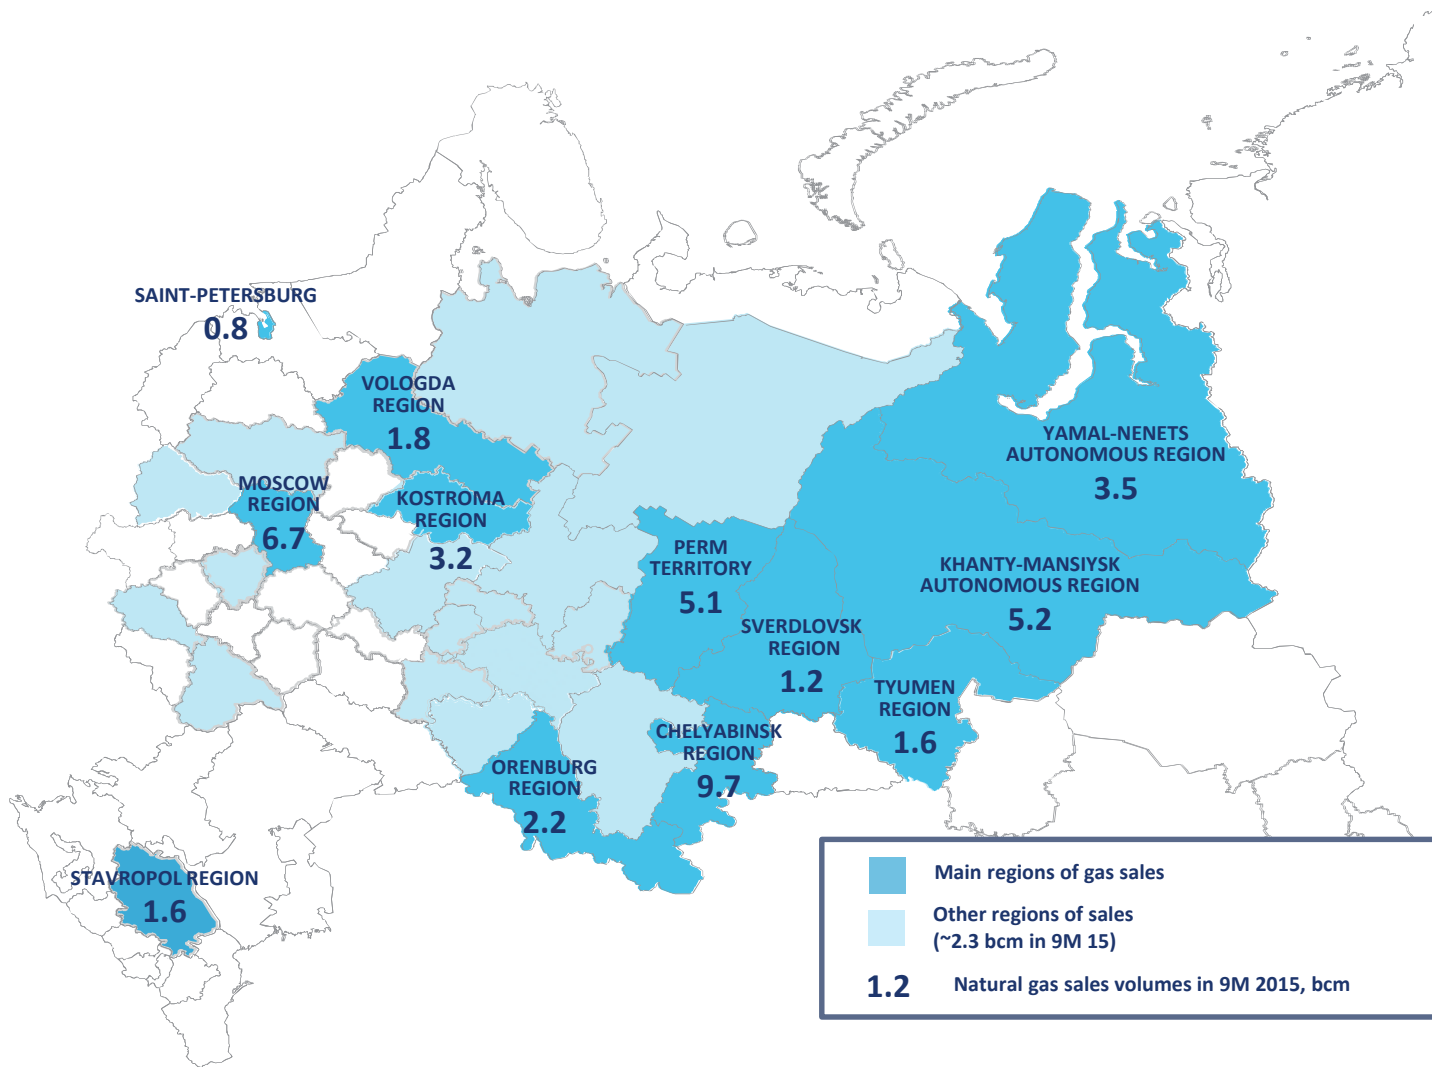 SAINT-PETERSBURG
0.8
VOLOGDA
REGION
1.8
MOSCOW
REGION
6.7
KOSTROMA
REGION
3.2
YAMAL-NENETS
AUTONOMOUS REGION
3.5
PERM
TERRITORY
5.1
KHANTY-MANSIYSK
AUTONOMOUS REGION
5.2
SVERDLOVSK
REGION
1.2
TYUMEN
REGION
1.6
CHELYABINSK
REGION
9.7
ORENBURG
REGION
2.2
STAVROPOL REGION
1.6
Main regions of gas sales
Other regions of sales
(~2.3 bcm in 9M 15)
1.2 Natural gas sales volumes in 9M 2015, bcm